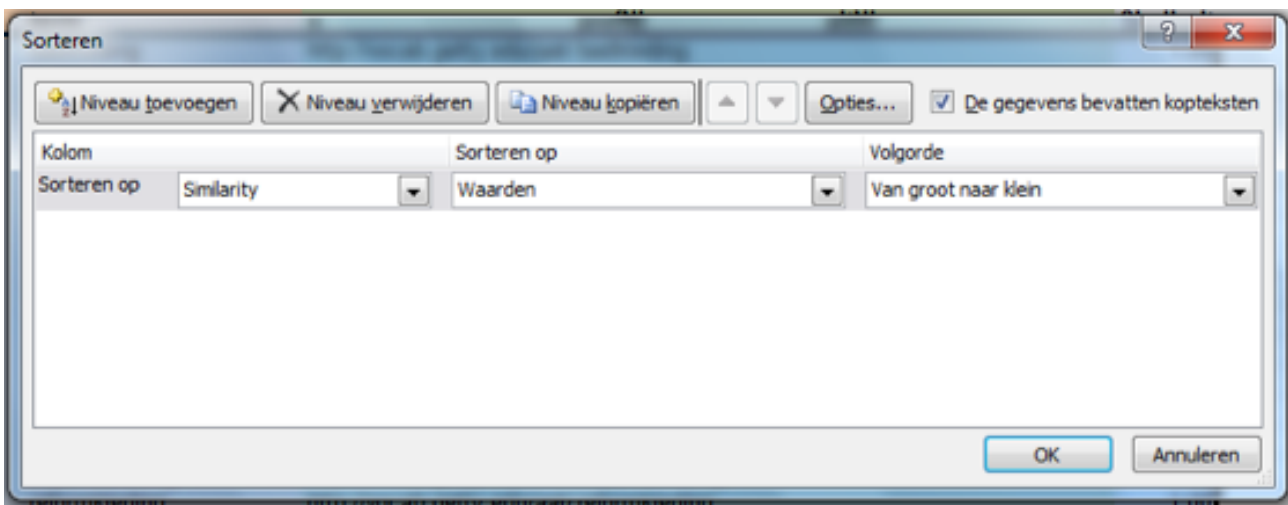 Sorteren
Niveau toevoegen Niveau verwijderen Niveau kopiëren Opties... De gegevens bevatten kopteksten
Kolom Sorteren op Volgorde
Sorteren op Similarity Waarden Van groot naar klein
OK Annuleren